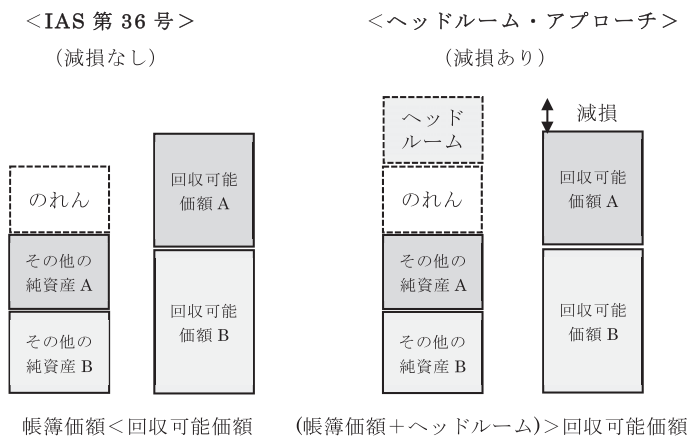 ＜IAS 第 36 号＞
（減損なし）
のれん
その他の
純資産 A
その他の
純資産 B
回収可能
価額 A
回収可能
価額 B
帳簿価額＜回収可能価額
＜ヘッドルーム・アプローチ＞
（減損あり）
ヘッド
ルーム
のれん
その他の
純資産 A
その他の
純資産 B
減損
回収可能
価額 A
回収可能
価額 B
(帳簿価額＋ヘッドルーム)＞回収可能価額